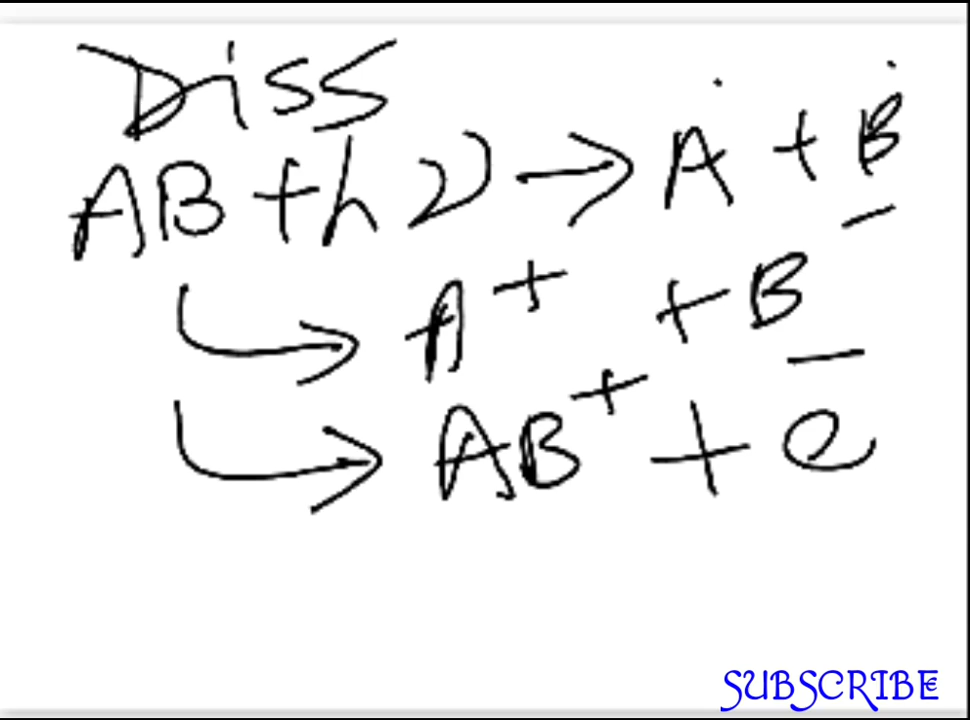 Diss
AB + hν → Ȧ + Ḃ
↳ A⁺ + B⁻
↳ AB⁺ + e⁻
SUBSCRIBE